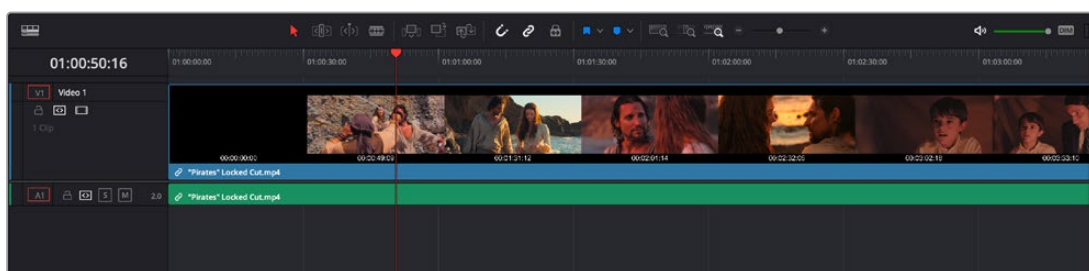 DIM
01:00:50:16
01:00:00:00
01:00:30:00
01:01:00:00
01:01:30:00
01:02:00:00
01:02:30:00
01:03:00:00
V1
Video 1
1 Clip
00:00:00:00
00:00:49:09
00:01:31:12
00:02:01:14
00:02:32:06
00:03:02:18
00:03:33:10
"Pirates" Locked Cut.mp4
A1
S
M
2.0
"Pirates" Locked Cut.mp4